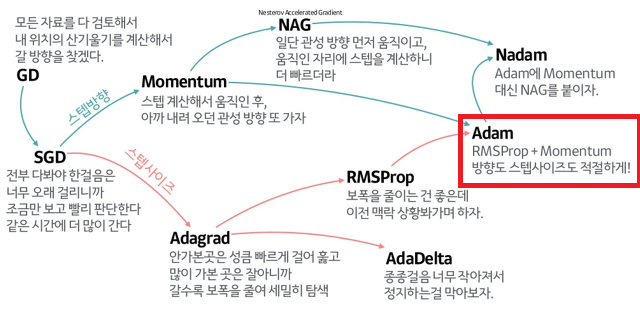 모든 자료를 다 검토해서
내 위치의 산기울기를 계산해서
갈 방향을 찾겠다.
GD
스텝방향
Momentum
스텝 계산해서 움직인 후,
아까 내려 오던 관성 방향 또 가자
Nesterov Accelerated Gradient
NAG
일단 관성 방향 먼저 움직이고,
움직인 자리에 스텝을 계산하니
더 빠르더라
Nadam
Adam에 Momentum
대신 NAG를 붙이자.
Adam
RMSProp + Momentum
방향도 스텝사이즈도 적절하게!
SGD
전부 다봐야 한걸음은
너무 오래 걸리니까
조금만 보고 빨리 판단한다
같은 시간에 더 많이 간다
스텝사이즈
RMSProp
보폭을 줄이는 건 좋은데
이전 맥락 상황봐가며 하자.
Adagrad
안가본곳은 성큼 빠르게 걸어 훓고
많이 가본 곳은 잘아니까
갈수록 보폭을 줄여 세밀히 탐색
AdaDelta
종종걸음 너무 작아져서
정지하는걸 막아보자.